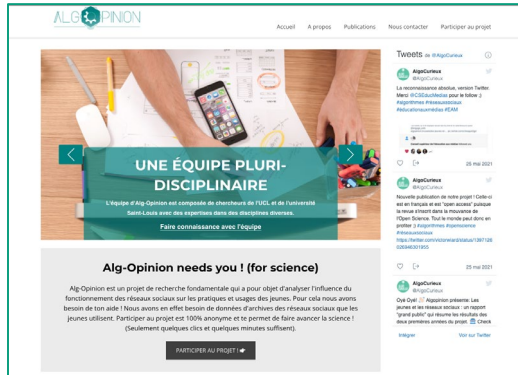 ALGOPINION
Accueil
A propos
Publications
Nous contacter
Participer au projet
UNE ÉQUIPE PLURI-
DISCIPLINAIRE
L'équipe d'Alg-Opinion est composée de chercheurs de l'UCL et de l'université
Saint-Louis avec des expertises dans des disciplines diverses.
Faire connaissance avec l'équipe
Alg-Opinion needs you ! (for science)
Alg-Opinion est un projet de recherche fondamentale qui a pour objet d'analyser l'influence du
fonctionnement des réseaux sociaux sur les pratiques et usages des jeunes. Pour cela nous avons
besoin de ton aide ! Nous avons en effet besoin de données d'archives des réseaux sociaux que les
jeunes utilisent. Participer au projet est 100% anonyme et te permet de faire avancer la science !
(Seulement quelques clics et quelques minutes suffisent).
PARTICIPER AU PROJET !
Tweets de @AlgoCurieux
AlgoCurieux
@AlgoCurieux
La reconnaissance absolue, version Twitter.
Merci @CSEducMedias pour le follow ;)
#algorithmes #réseauxsociaux
#éducationauxmédias #EAM
25 mai 2021
AlgoCurieux
@AlgoCurieux
Nouvelle publication de notre projet ! Celle-ci
est en français et est "open access" puisque
la revue s'inscrit dans la mouvance de
l'Open Science. Tout le monde peut donc en
profiter :) #algorithmes #openscience
#réseauxsociaux
25 mai 2021
AlgoCurieux
@AlgoCurieux
Oyé Oyé! Algopinion présente: Les
jeunes et les réseaux sociaux : un rapport
"grand public" qui résume les résultats des
deux premières années du projet. Check
Intégrer
Voir sur Twitter